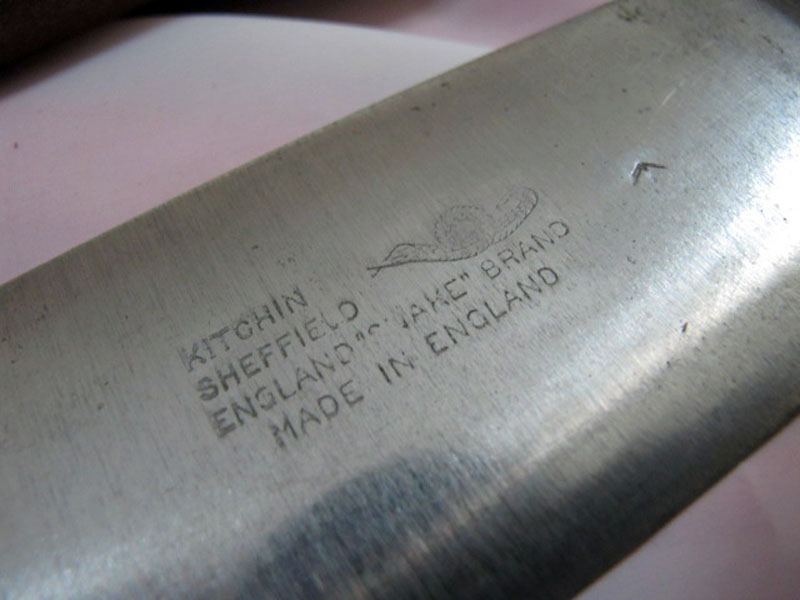 KITCHIN
SHEFFIELD
ENGLAND "SNAKE" BRAND
MADE IN ENGLAND